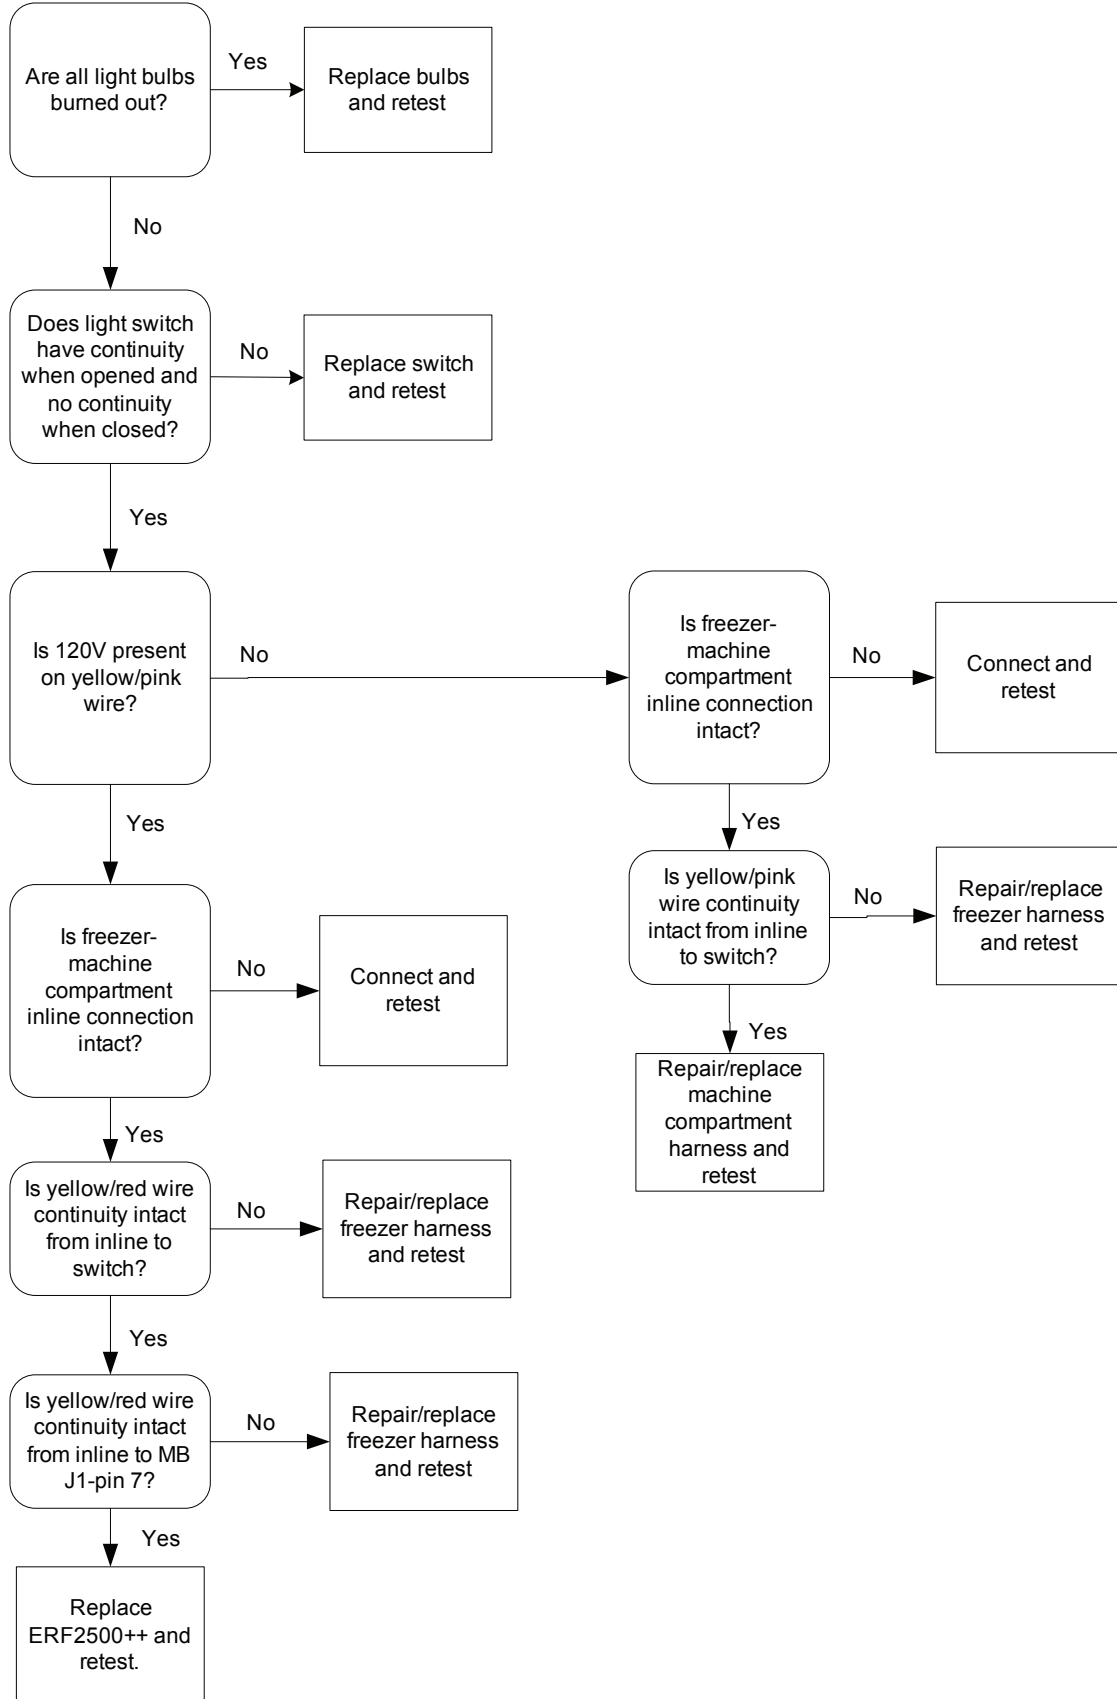 Are all light bulbs
burned out?
Yes
Replace bulbs
and retest
No
Does light switch
have continuity
when opened and
no continuity
when closed?
No
Replace switch
and retest
Yes
Is 120V present
on yellow/pink
wire?
No
Is freezer-
machine
compartment
inline connection
intact?
No
Connect and
retest
Yes
Yes
Is yellow/pink
wire continuity
intact from inline
to switch?
No
Repair/replace
freezer harness
and retest
Is freezer-
machine
compartment
inline connection
intact?
No
Connect and
retest
Yes
Repair/replace
machine
compartment
harness and
retest
Yes
Is yellow/red wire
continuity intact
from inline to
switch?
No
Repair/replace
freezer harness
and retest
Yes
Is yellow/red wire
continuity intact
from inline to MB
J1-pin 7?
No
Repair/replace
freezer harness
and retest
Yes
Replace
ERF2500++ and
retest.